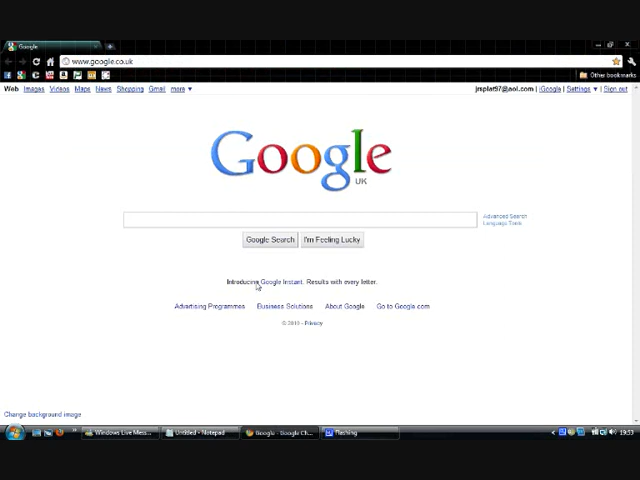 Google
www.google.co.uk
Other bookmarks
Web Images Videos Maps News Shopping Gmail more ▼
jrsplat97@aol.com | iGoogle | Settings ▼ | Sign out
Google
UK
Advanced Search
Language Tools
Google Search
I'm Feeling Lucky
Introducing Google Instant. Results with every letter.
Advertising Programmes Business Solutions About Google Go to Google.com
© 2010 - Privacy
Change background image
Windows Live Mess...
Untitled - Notepad
Google - Google Ch...
Flashing
19:53